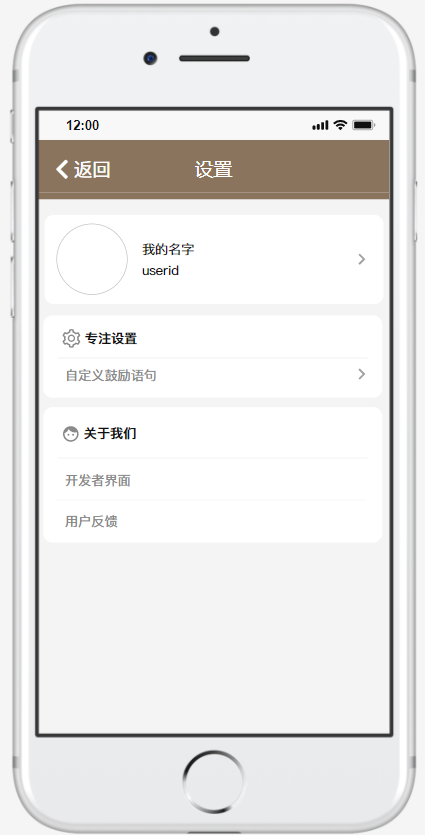 12:00
返回 设置
我的名字
userid
专注设置
自定义鼓励语句
关于我们
开发者界面
用户反馈